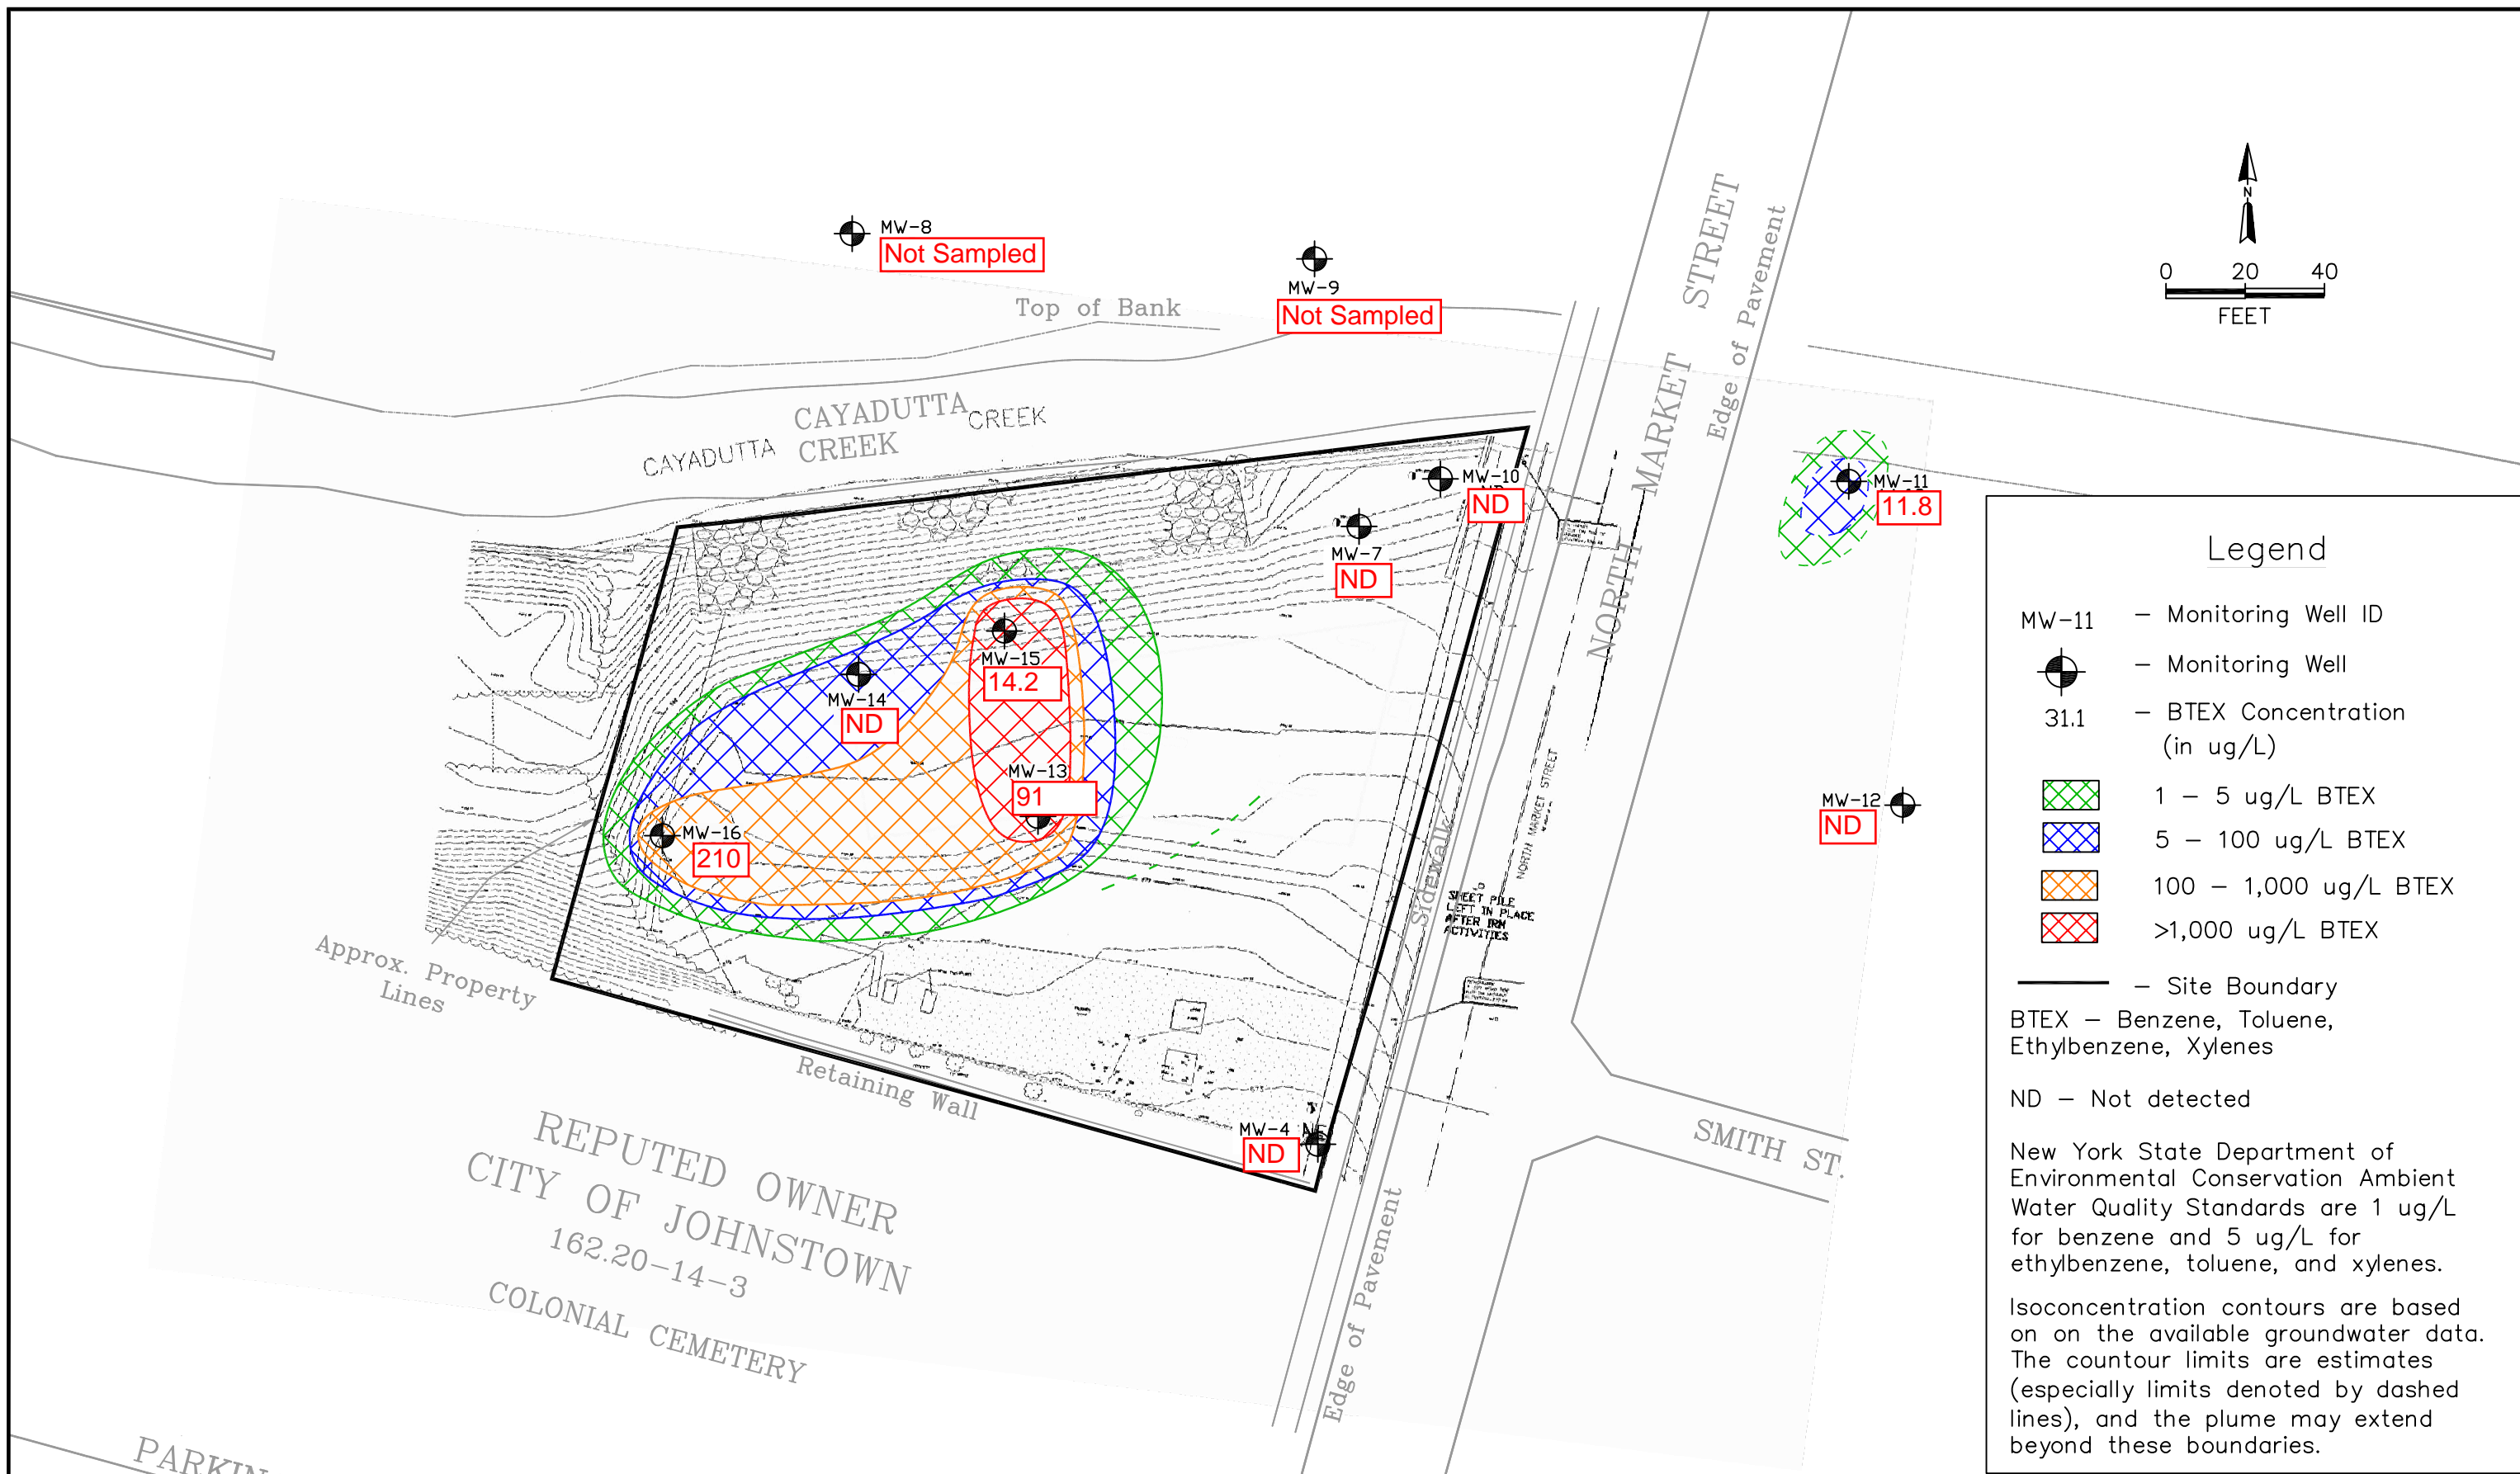 MW-8
Not Sampled
MW-9
Not Sampled
Top of Bank
CAYADUTTA
CREEK
CAYADUTTA
CREEK
NORTH MARKET STREET
Edge of Pavement
N
0 20 40
FEET
MW-10
ND
MW-7
ND
MW-11
11.8
MW-15
14.2
MW-14
ND
MW-13
91
MW-16
210
MW-12
ND
NORTH MARKET STREET
Sidewalk
SHEET PILE
LEFT IN PLACE
AFTER IRM
ACTIVITIES
Approx. Property
Lines
Retaining Wall
MW-4
ND
SMITH ST.
Edge of Pavement
REPUTED OWNER
CITY OF JOHNSTOWN
162.20-14-3
COLONIAL CEMETERY
PARKIN
Legend
MW-11 – Monitoring Well ID
– Monitoring Well
31.1 – BTEX Concentration
(in ug/L)
1 – 5 ug/L BTEX
5 – 100 ug/L BTEX
100 – 1,000 ug/L BTEX
>1,000 ug/L BTEX
– Site Boundary
BTEX – Benzene, Toluene,
Ethylbenzene, Xylenes
ND – Not detected
New York State Department of
Environmental Conservation Ambient
Water Quality Standards are 1 ug/L
for benzene and 5 ug/L for
ethylbenzene, toluene, and xylenes.
Isoconcentration contours are based
on on the available groundwater data.
The countour limits are estimates
(especially limits denoted by dashed
lines), and the plume may extend
beyond these boundaries.